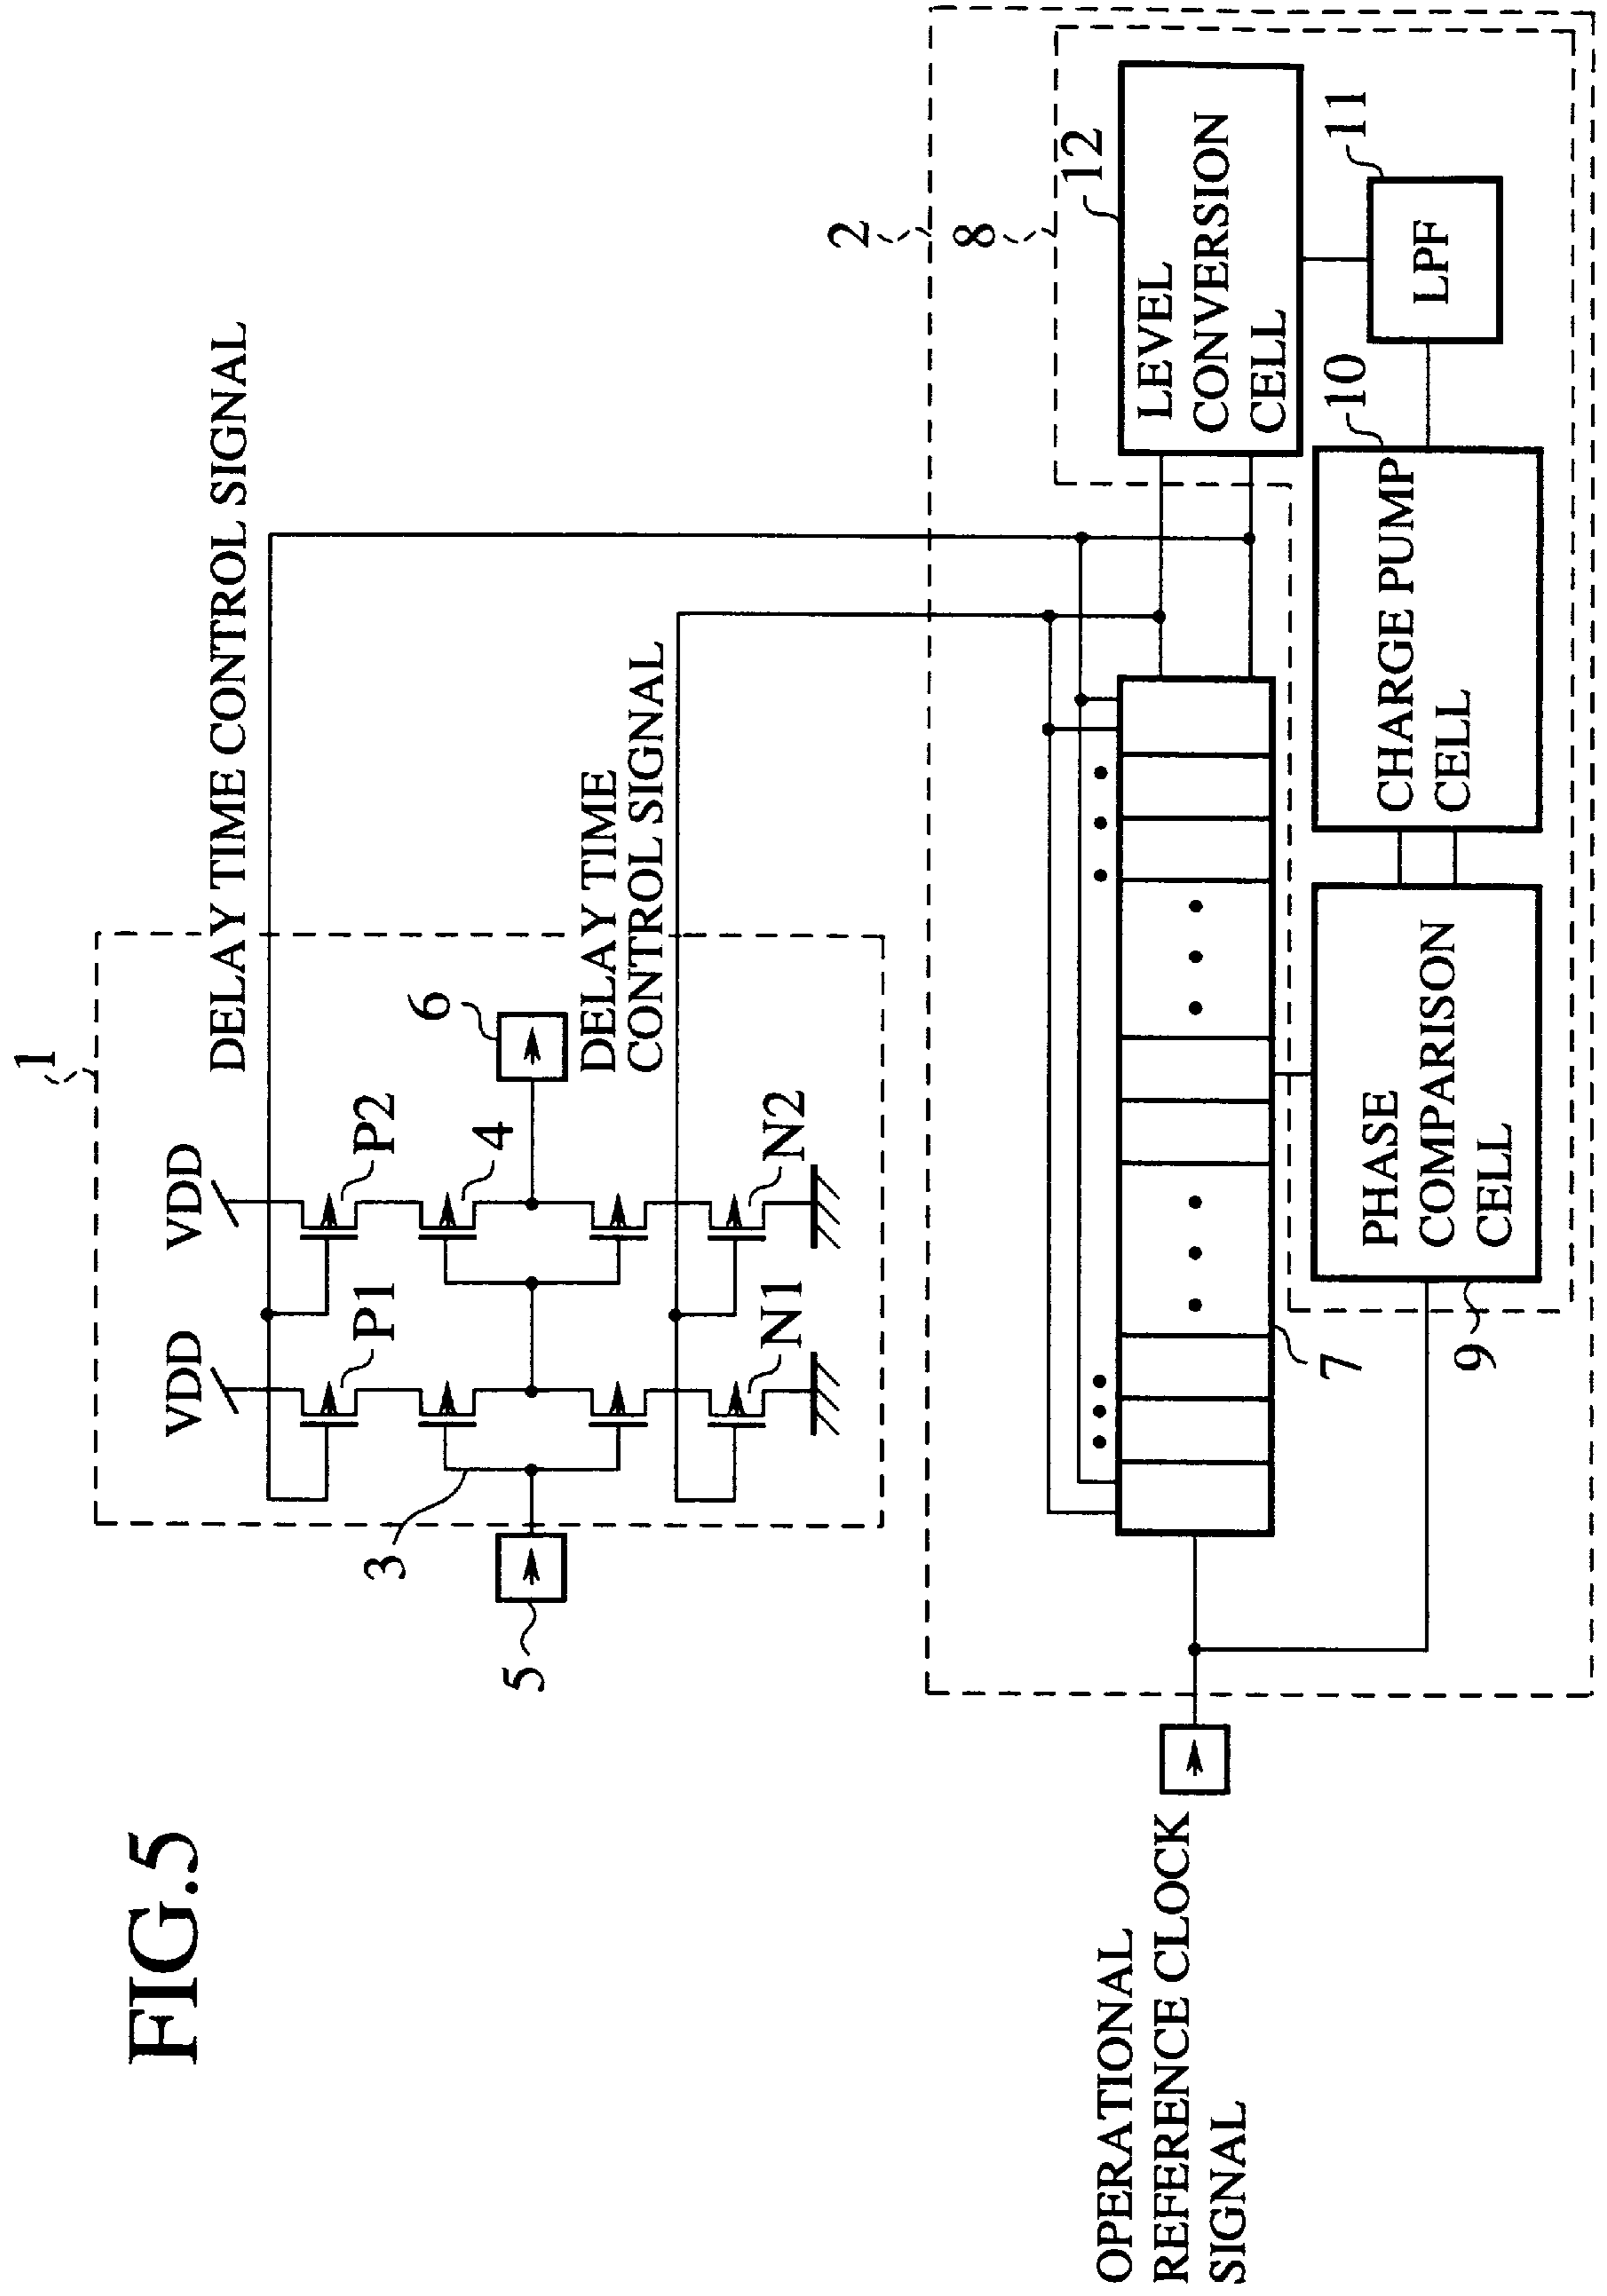 FIG.5
1
VDD
VDD
DELAY TIME CONTROL SIGNAL
P1
P2
3
4
5
6
DELAY TIME
CONTROL SIGNAL
N1
N2
2
8
12
LEVEL
CONVERSION
CELL
11
LPF
10
CHARGE PUMP
CELL
PHASE
COMPARISON
CELL
7
9
OPERATIONAL
REFERENCE CLOCK
SIGNAL